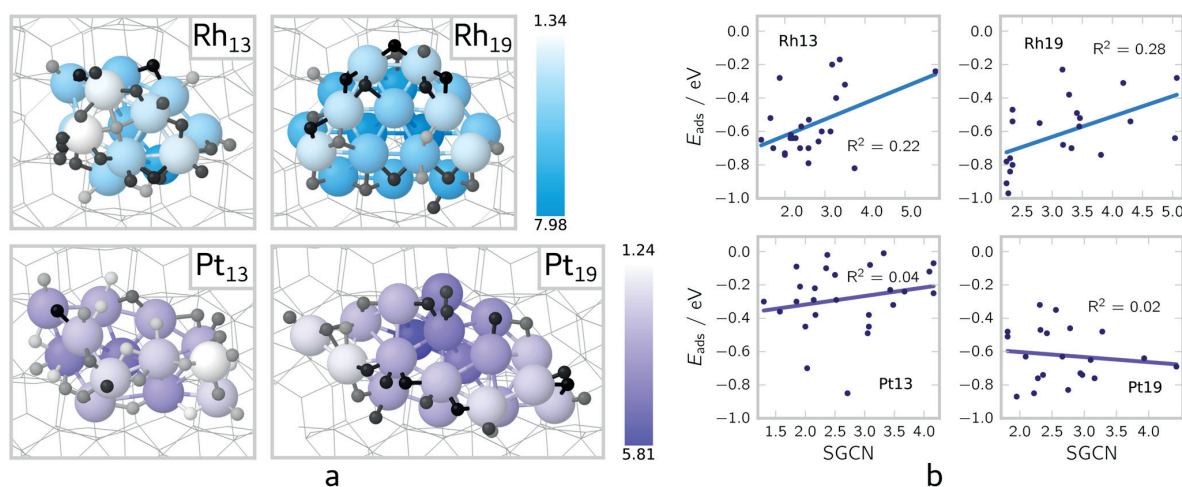 Rh13
Rh19
1.34
7.98
Pt13
Pt19
1.24
5.81
a
Eads / eV
0.0
−0.2
−0.4
−0.6
−0.8
−1.0
Rh13
R² = 0.22
2.0 3.0 4.0 5.0
0.0
−0.2
−0.4
−0.6
−0.8
−1.0
Rh19
R² = 0.28
2.3 3.0 3.7 4.3 5.0
Eads / eV
0.0
−0.2
−0.4
−0.6
−0.8
−1.0
R² = 0.04
Pt13
1.5 2.0 2.5 3.0 3.5 4.0
SGCN
0.0
−0.2
−0.4
−0.6
−0.8
−1.0
R² = 0.02
Pt19
2.0 2.5 3.0 3.5 4.0
SGCN
b